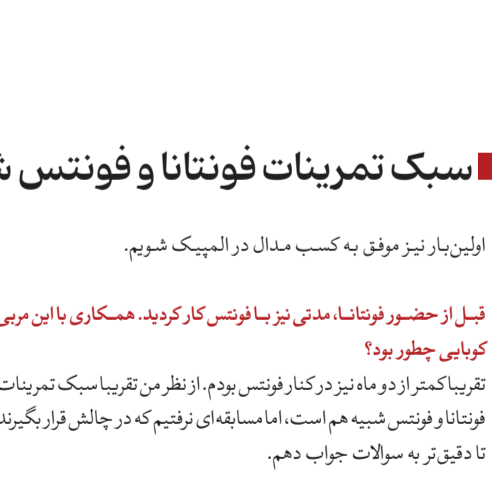 سبک تمرینات فونتانا و فونتس
اولین‌بار نیز موفق به کسب مدال در المپیک شویم.
قبل از حضور فونتانا، مدتی نیز با فونتس کار کردید. همکاری با این مربی
کوبایی چطور بود؟
تقریبا کمتر از دو ماه نیز در کنار فونتس بودم. از نظر من تقریبا سبک تمرینات
فونتانا و فونتس شبیه هم است، اما مسابقه‌ای نرفتیم که در چالش قرار بگیرند
تا دقیق‌تر به سوالات جواب دهم.